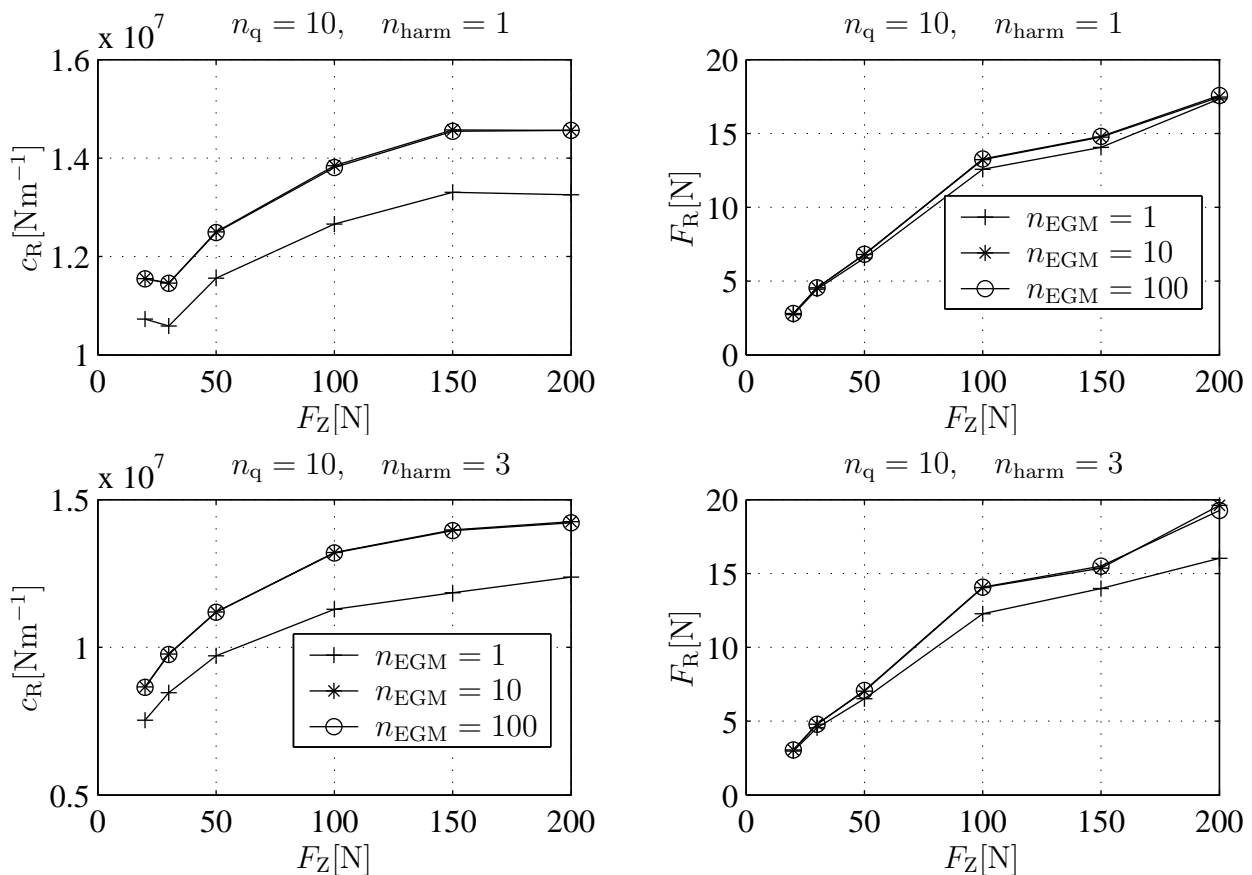 n_q = 10,   n_harm = 1
x 10^7
1.6
1.4
1.2
1
c_R[Nm^−1]
0 50 100 150 200
F_Z[N]
n_q = 10,   n_harm = 1
20
15
10
5
0
F_R[N]
n_EGM = 1
n_EGM = 10
n_EGM = 100
0 50 100 150 200
F_Z[N]
n_q = 10,   n_harm = 3
x 10^7
1.5
1
0.5
c_R[Nm^−1]
n_EGM = 1
n_EGM = 10
n_EGM = 100
0 50 100 150 200
F_Z[N]
n_q = 10,   n_harm = 3
20
15
10
5
0
F_R[N]
0 50 100 150 200
F_Z[N]